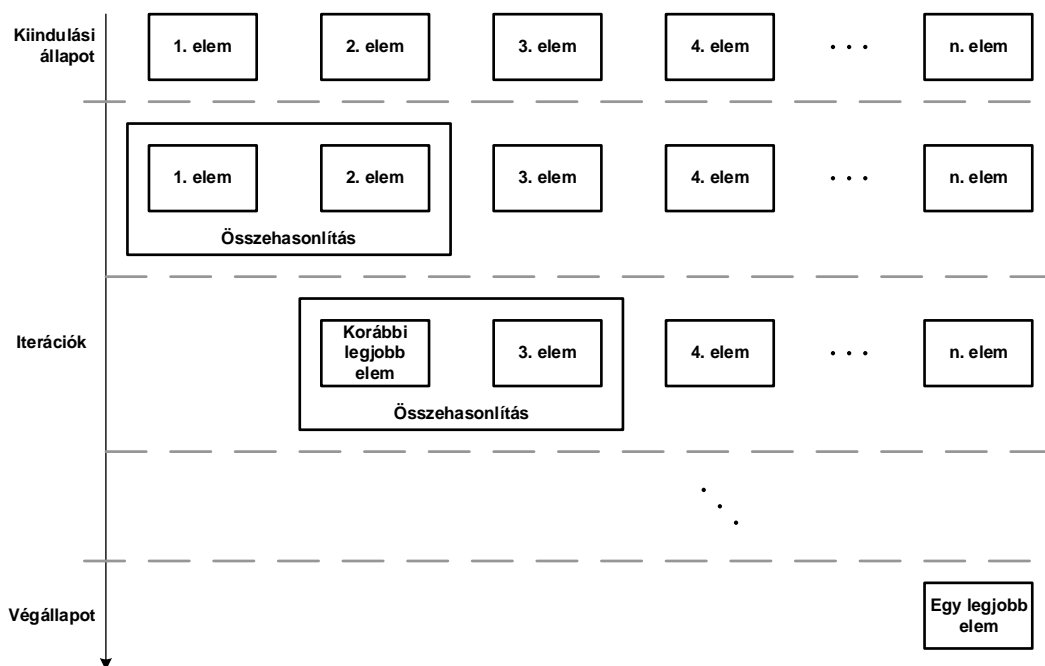 Kiindulási
állapot
1. elem
2. elem
3. elem
4. elem
. . .
n. elem
1. elem
2. elem
3. elem
4. elem
. . .
n. elem
Összehasonlítás
Iterációk
Korábbi
legjobb
elem
3. elem
4. elem
. . .
n. elem
Összehasonlítás
. . .
Végállapot
Egy legjobb
elem